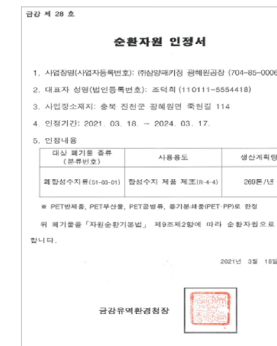 금강 제 28 호
순환자원 인정서
1. 사업장명(사업자등록번호): ㈜삼양패키징 광혜원공장 (704-85-0006
2. 대표자 성명(법인등록번호): 조덕희 (110111-5554418)
3. 사업장소재지: 충북 진천군 광혜원면 죽현길 114
4. 인정기간: 2021. 03. 18. ~ 2024. 03. 17.
5. 인정내용
대상 폐기물 종류 사용용도 생산계획량
(분류번호)
폐합성수지류(51-03-01) 합성수지 제품 제조(R-4-4) 269톤/년
※ PET반제품, PET부산물, PET공병류, 용기분쇄품(PET·PP)로 한정
위 폐기물을 「자원순환기본법」 제9조제2항에 따라 순환자원으로
합니다.
2021년 3월 18일
금강유역환경청장